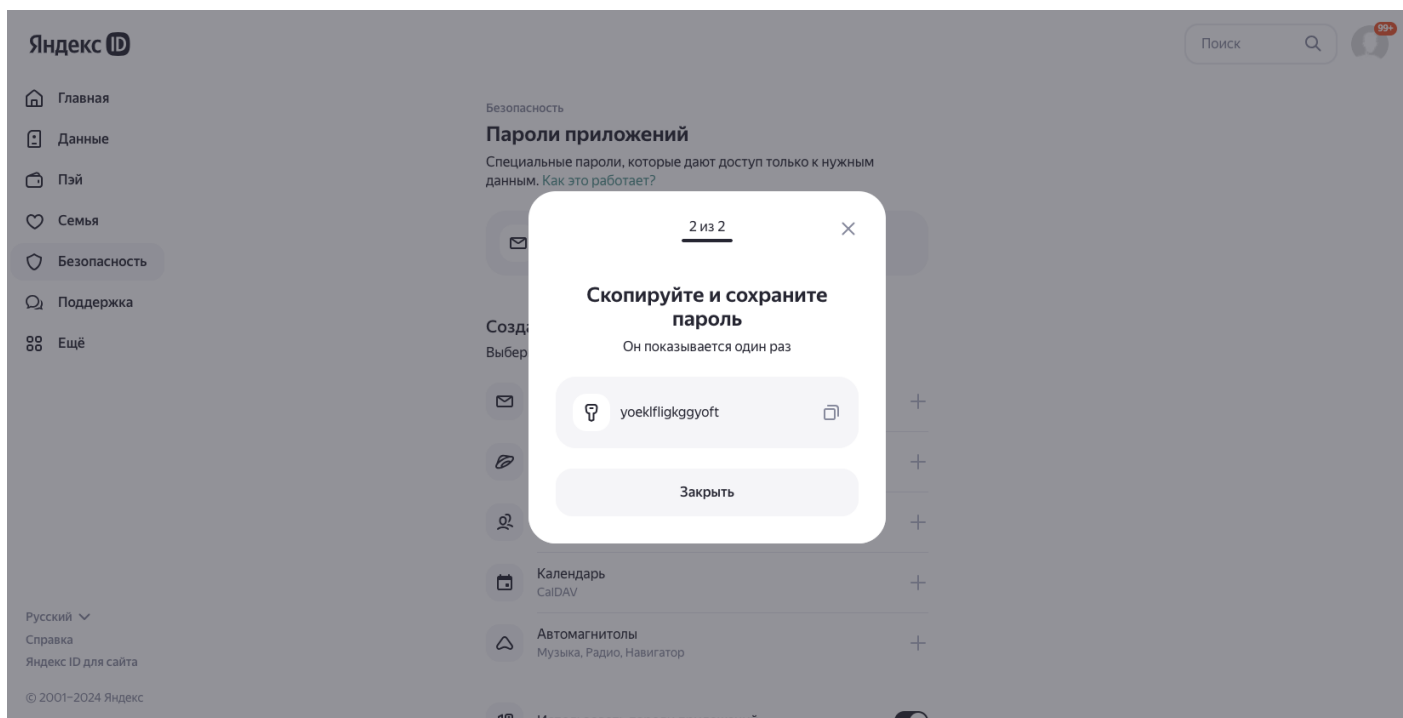 Яндекс ID
Поиск
99+
Главная
Данные
Пэй
Семья
Безопасность
Поддержка
Ещё
Безопасность
Пароли приложений
Специальные пароли, которые дают доступ только к нужным
данным. Как это работает?
2 из 2
Скопируйте и сохраните
пароль
Он показывается один раз
yoeklfligkggyoft
Закрыть
Календарь
CalDAV
Автомагнитолы
Музыка, Радио, Навигатор
Русский
Справка
Яндекс ID для сайта
© 2001–2024 Яндекс